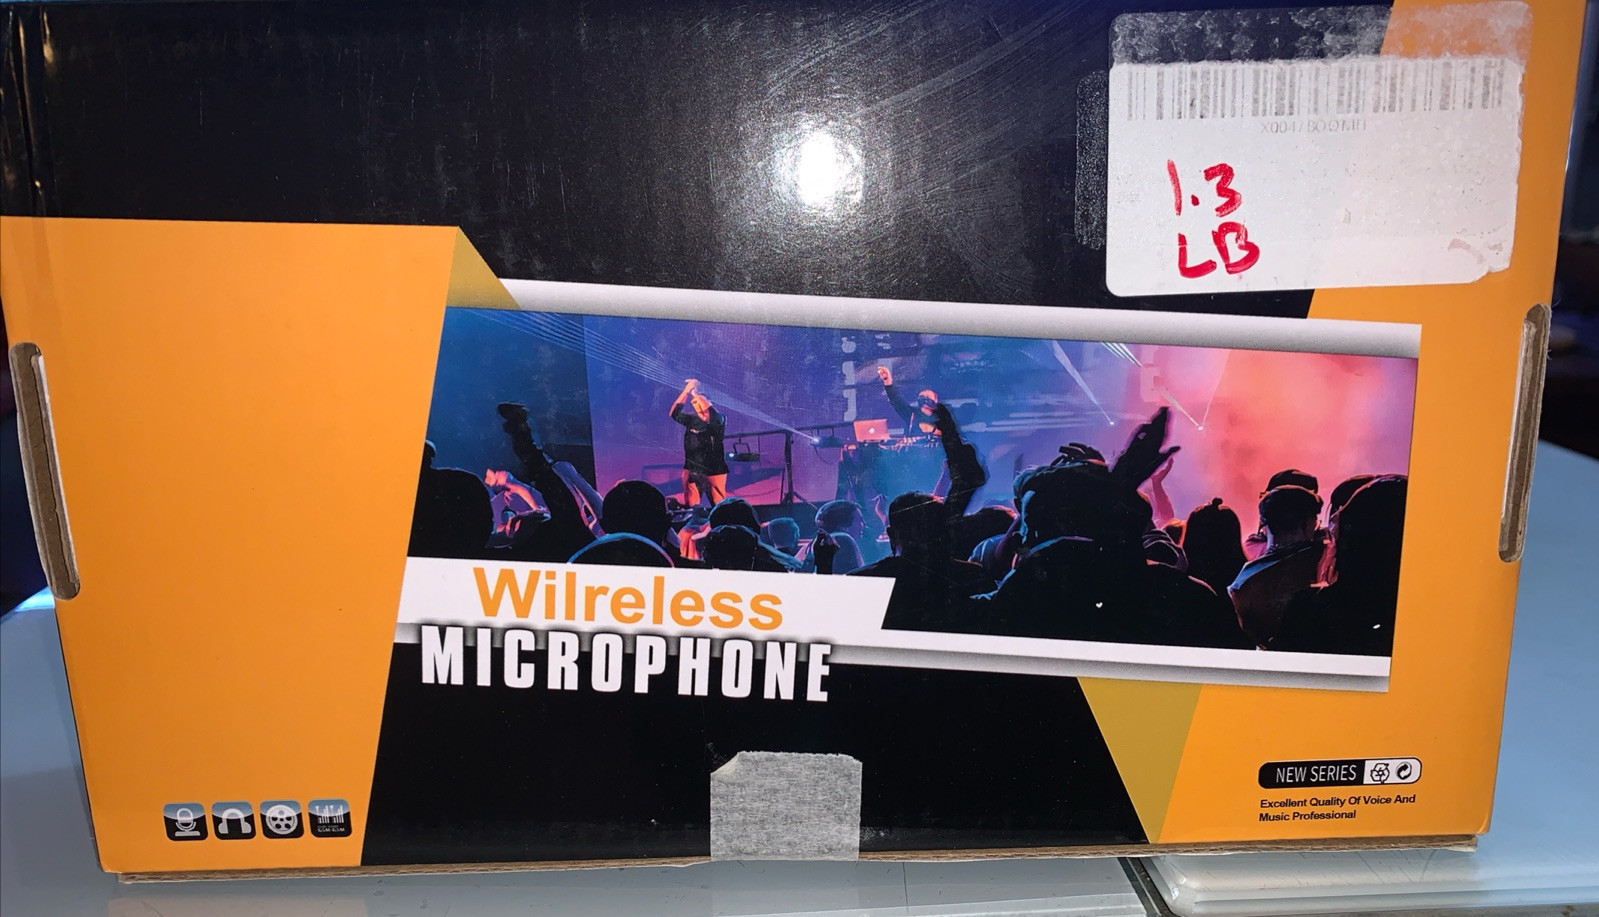 1.3
LB
Wilreless
MICROPHONE
NEW SERIES
Excellent Quality Of Voice And
Music Professional